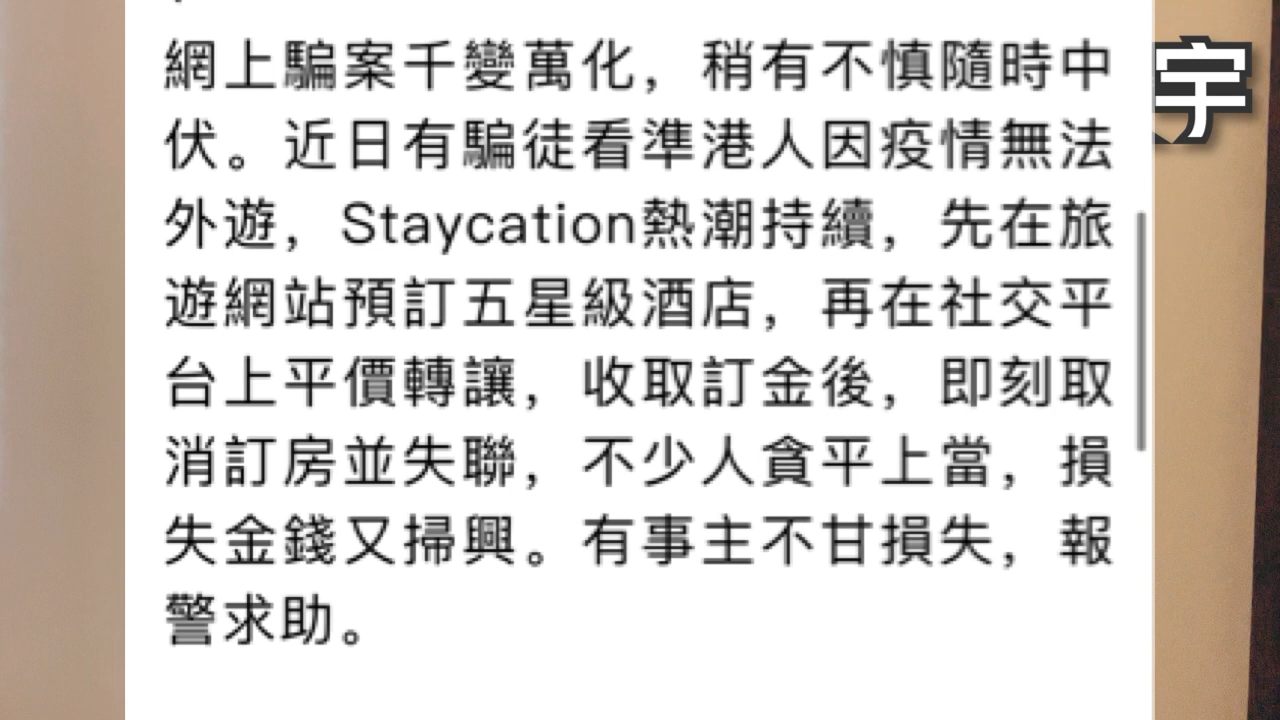 網上騙案千變萬化，稍有不慎隨時中
伏。近日有騙徒看準港人因疫情無法
外遊，Staycation熱潮持續，先在旅
遊網站預訂五星級酒店，再在社交平
台上平價轉讓，收取訂金後，即刻取
消訂房並失聯，不少人貪平上當，損
失金錢又掃興。有事主不甘損失，報
警求助。
宇